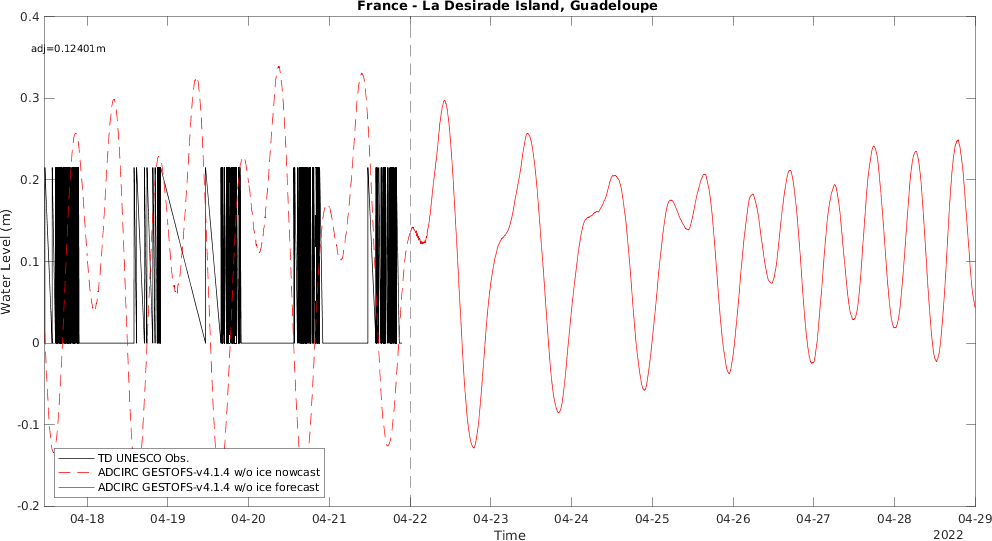 France - La Desirade Island, Guadeloupe
adj=0.12401m
0.4
0.3
0.2
0.1
0
-0.1
-0.2
Water Level (m)
TD UNESCO Obs.
ADCIRC GESTOFS-v4.1.4 w/o ice nowcast
ADCIRC GESTOFS-v4.1.4 w/o ice forecast
04-18 04-19 04-20 04-21 04-22 04-23 04-24 04-25 04-26 04-27 04-28 04-29
Time
2022